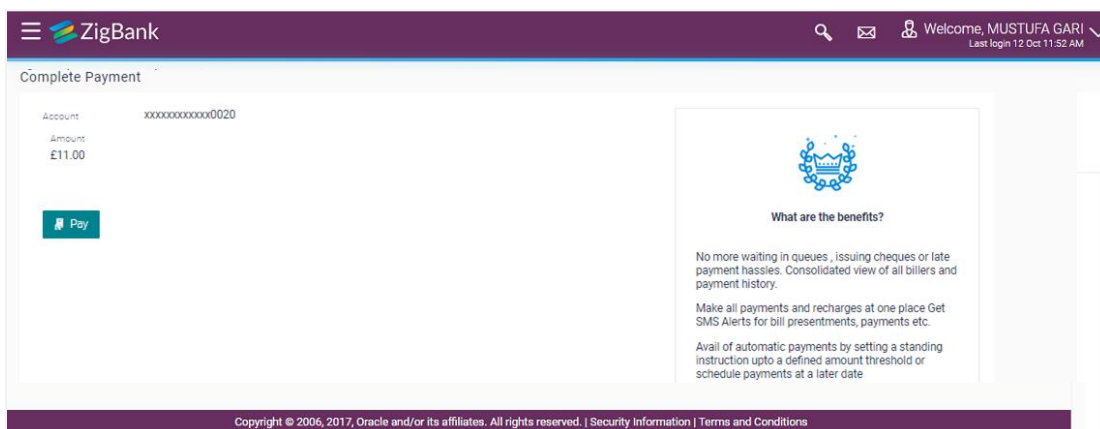 ZigBank
Welcome, MUSTUFA GARI
Last login 12 Oct 11:52 AM
Complete Payment
Account xxxxxxxxxxxx0020
Amount
£11.00
Pay
What are the benefits?
No more waiting in queues , issuing cheques or late
payment hassles. Consolidated view of all billers and
payment history.
Make all payments and recharges at one place Get
SMS Alerts for bill presentments, payments etc.
Avail of automatic payments by setting a standing
instruction upto a defined amount threshold or
schedule payments at a later date
Copyright © 2006, 2017, Oracle and/or its affiliates. All rights reserved. | Security Information | Terms and Conditions